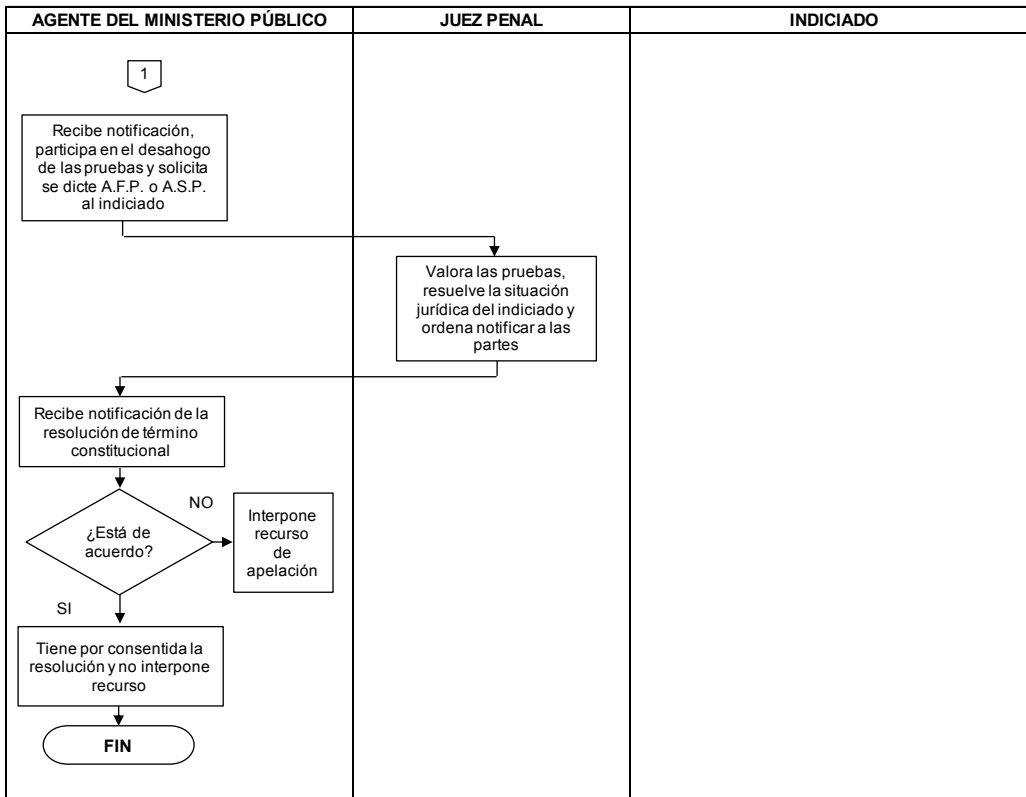 AGENTE DEL MINISTERIO PÚBLICO
JUEZ PENAL
INDICIADO
1
Recibe notificación,
participa en el desahogo
de las pruebas y solicita
se dicte A.F.P. o A.S.P.
al indiciado
Valora las pruebas,
resuelve la situación
jurídica del indiciado y
ordena notificar a las
partes
Recibe notificación de la
resolución de término
constitucional
¿Está de
acuerdo?
NO
Interpone
recurso
de
apelación
SI
Tiene por consentida la
resolución y no interpone
recurso
FIN